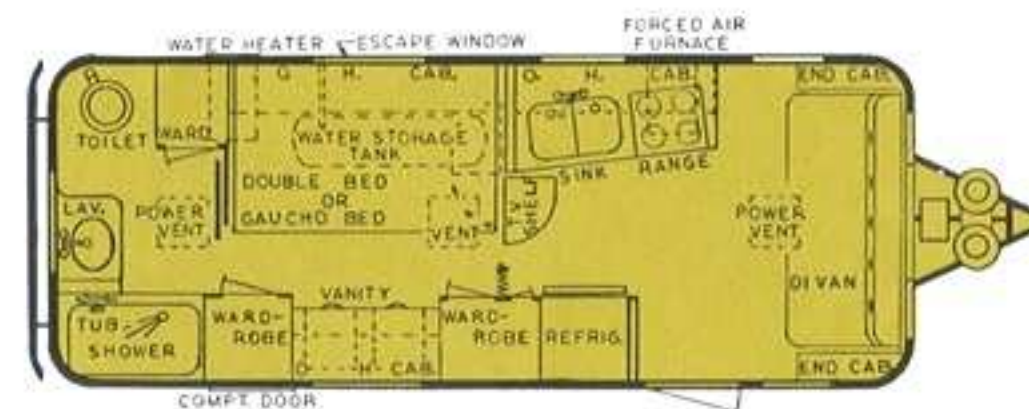 WATER HEATER
ESCAPE WINDOW
FORCED AIR
FURNACE
O. H. CAB.
O. H. CAB.
END CAB.
TOILET
WARD.
WATER STORAGE
TANK
SINK
RANGE
DOUBLE BED
OR
GAUCHO BED
T.V.
SHELF
LAV.
POWER
VENT
VENT
POWER
VENT
DIVAN
VANITY
TUB
SHOWER
WARD-
ROBE
WARD-
ROBE
REFRIG.
O. H. CAB.
END CAB.
COMPT. DOOR